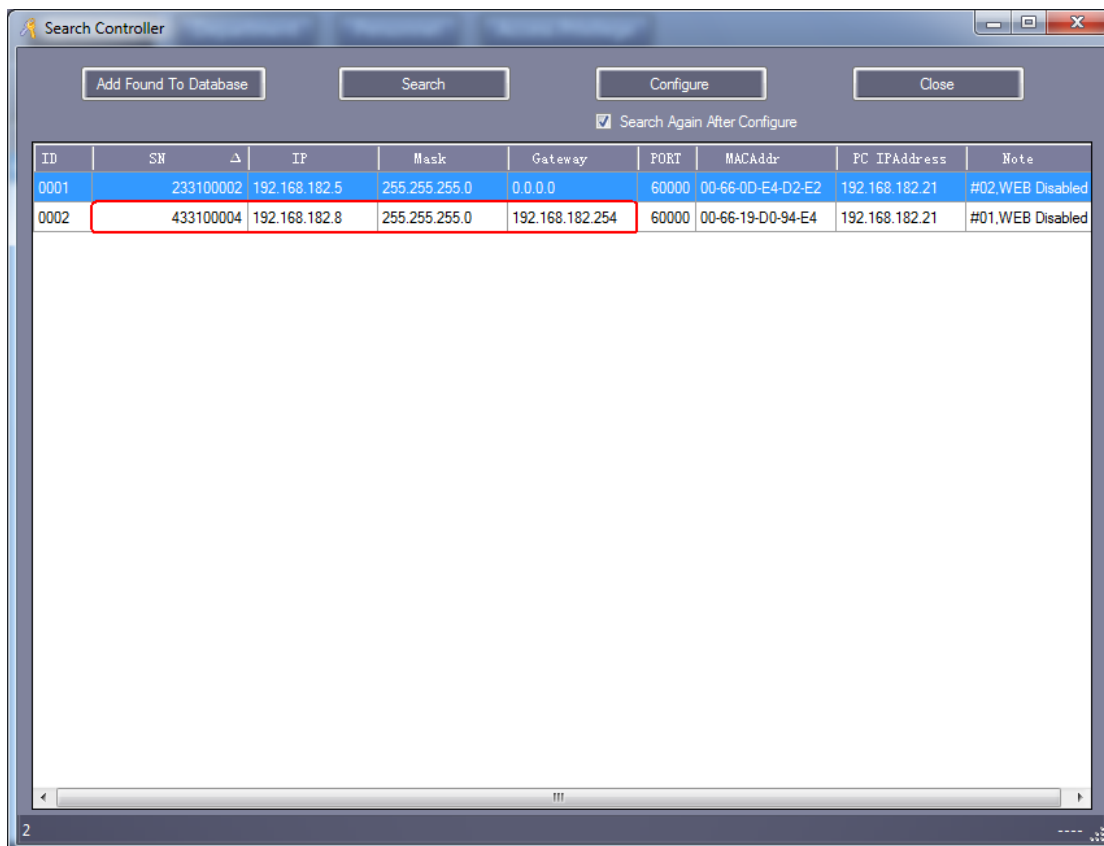 Search Controller
Add Found To Database Search Configure Close
Search Again After Configure
ID SN Δ IP Mask Gateway PORT MACAddr PC IPAddress Note
0001 233100002 192.168.182.5 255.255.255.0 0.0.0.0 60000 00-66-0D-E4-D2-E2 192.168.182.21 #02,WEB Disabled
0002 433100004 192.168.182.8 255.255.255.0 192.168.182.254 60000 00-66-19-D0-94-E4 192.168.182.21 #01,WEB Disabled
2 ----